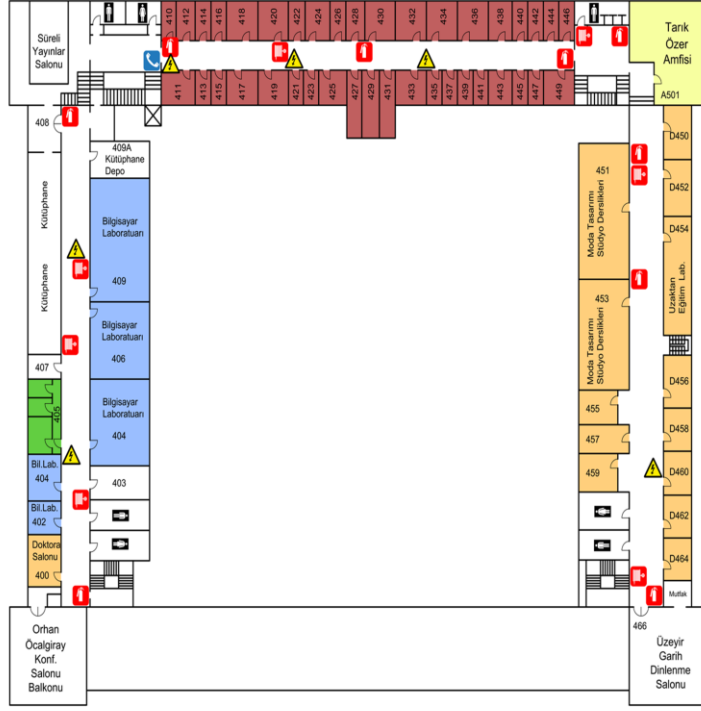 Süreli
Yayınlar
Salonu
410
412
414
416
418
420
422
424
426
428
430
432
434
436
438
440
444
446
Tarık
Özer
Amfisi
A501
411
413
415
417
419
421
423
425
427
429
431
433
435
437
439
441
443
445
447
449
408
409A
Kütüphane
Depo
Kütüphane
Kütüphane
Bilgisayar
Laboratuarı
409
Bilgisayar
Laboratuarı
406
407
405
Bilgisayar
Laboratuarı
404
Bil.Lab.
404
403
Bil.Lab.
402
Doktora
Salonu
400
451
Moda Tasarımı
Stüdyo Derslikleri
453
Moda Tasarımı
Stüdyo Derslikleri
455
457
459
D450
D452
D454
Uzaktan
Eğitim Lab.
D456
D458
D460
D462
D464
Mutfak
466
Orhan
Öcalgiray
Konf.
Salonu
Balkonu
Üzeyir
Garih
Dinlenme
Salonu